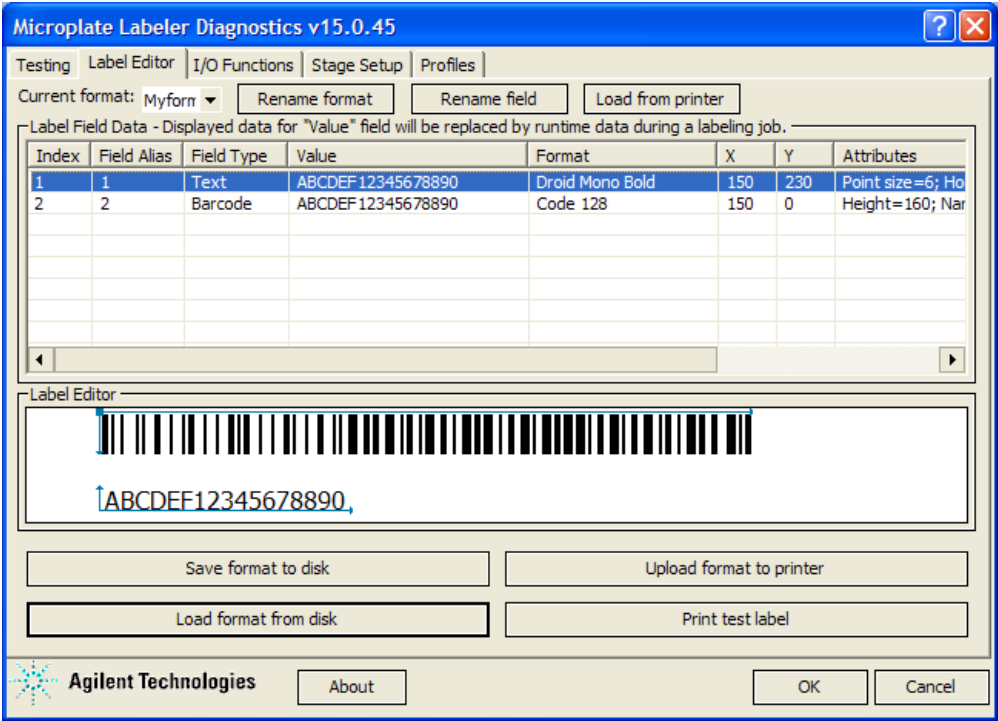 Microplate Labeler Diagnostics v15.0.45
Testing Label Editor I/O Functions Stage Setup Profiles
Current format: Myform Rename format Rename field Load from printer
Label Field Data - Displayed data for "Value" field will be replaced by runtime data during a labeling job.
Index Field Alias Field Type Value Format X Y Attributes
1 1 Text ABCDEF12345678890 Droid Mono Bold 150 230 Point size=6; Ho
2 2 Barcode ABCDEF12345678890 Code 128 150 0 Height=160; Nar
Label Editor
ABCDEF12345678890
Save format to disk Upload format to printer
Load format from disk Print test label
Agilent Technologies About OK Cancel